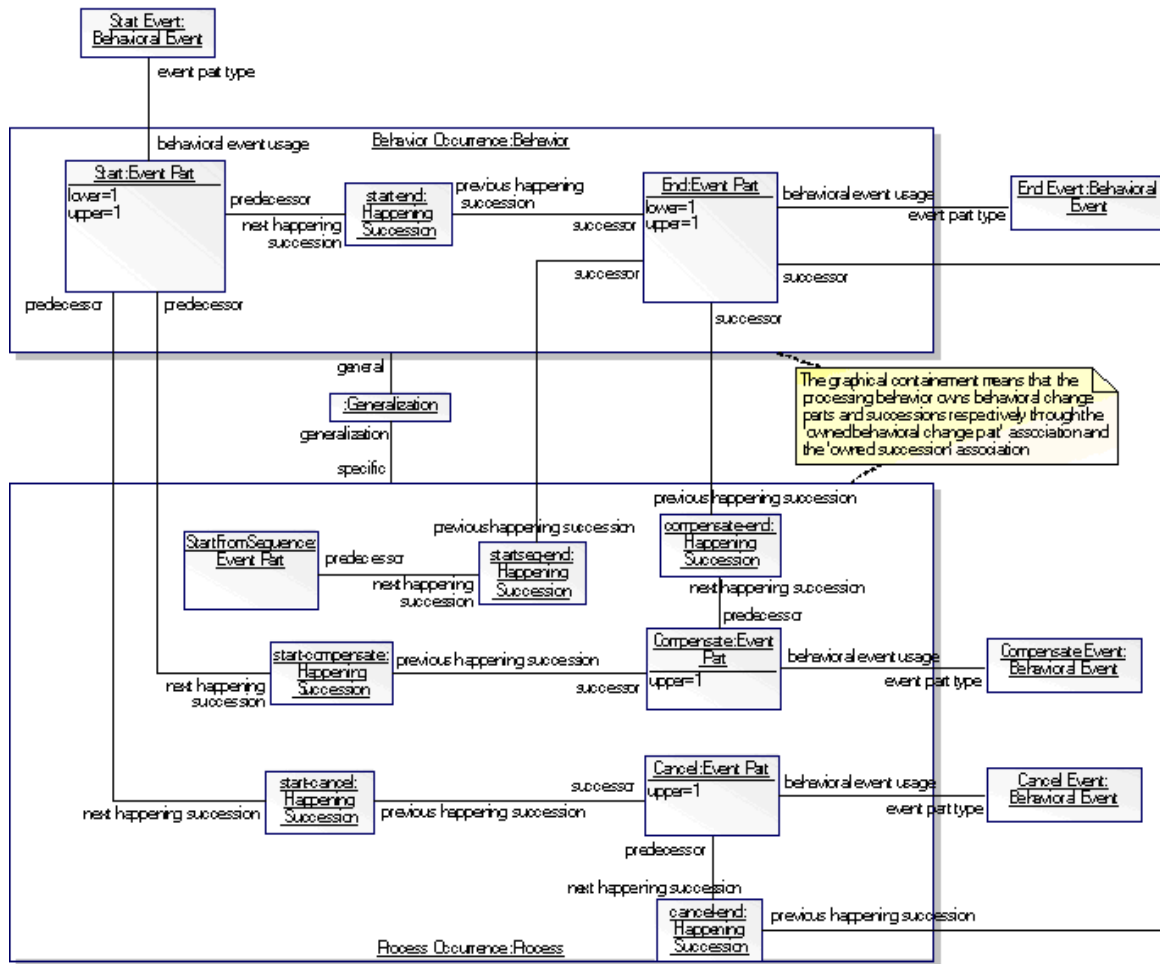 Start Event:
Behavioral Event
event part type
behavioral event usage
Behavior Occurrence:Behavior
Start:Event Part
lower=1
upper=1
predecessor
next happening
succession
start-end:
Happening
Succession
previous happening
succession
successor
End:Event Part
lower=1
upper=1
behavioral event usage
event part type
End Event:Behavioral
Event
predecessor
predecessor
successor
successor
successor
general
:Generalization
generalization
specific
The graphical containement means that the
processing behavior owns behavioral change
parts and successions respectively through the
'owned behavioral change part' association and
the 'owned succession' association
previous happening succession
previous happening succession
StartFromSequence:
Event Part
predecessor
next happening
succession
startseq-end:
Happening
Succession
compensate-end:
Happening
Succession
next happening succession
predecessor
start-compensate:
Happening
Succession
next happening
succession
previous happening succession
successor
Compensate:Event
Part
upper=1
behavioral event usage
event part type
Compensate Event:
Behavioral Event
start-cancel:
Happening
Succession
next happening succession
previous happening succession
successor
Cancel:Event Part
upper=1
behavioral event usage
event part type
Cancel Event:
Behavioral Event
predecessor
next happening succession
cancel-end:
Happening
Succession
previous happening succession
Process Occurrence:Process